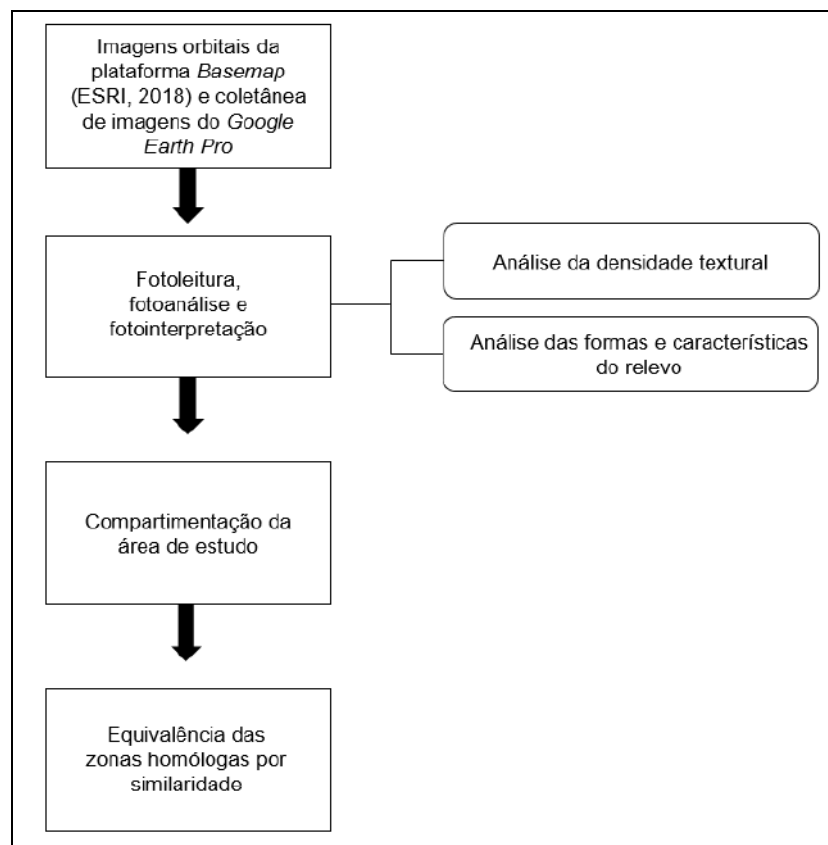 Imagens orbitais da
plataforma Basemap
(ESRI, 2018) e coletânea
de imagens do Google
Earth Pro
Fotoleitura,
fotoanálise e
fotointerpretação
Análise da densidade textural
Análise das formas e características
do relevo
Compartimentação da
área de estudo
Equivalência das
zonas homólogas por
similaridade